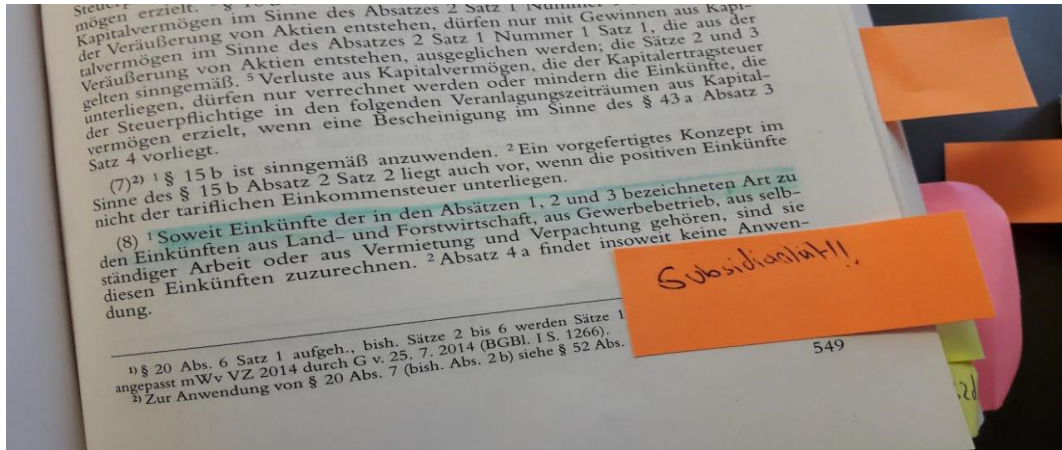 mögen erzielt.
Kapitalvermögen im Sinne des Absatzes 2 Satz 1 Nummer
der Veräußerung von Aktien entstehen, dürfen nur mit Gewinnen aus Kapi-
talvermögen im Sinne des Absatzes 2 Satz 1 Nummer 1 Satz 1, die aus der
Veräußerung von Aktien entstehen, ausgeglichen werden; die Sätze 2 und 3
gelten sinngemäß. 5 Verluste aus Kapitalvermögen, die der Kapitalertragsteuer
unterliegen, dürfen nur verrechnet werden oder mindern die Einkünfte, die
der Steuerpflichtige in den folgenden Veranlagungszeiträumen aus Kapital-
vermögen erzielt, wenn eine Bescheinigung im Sinne des § 43 a Absatz 3
Satz 4 vorliegt.
(7)2) 1 § 15 b ist sinngemäß anzuwenden. 2 Ein vorgefertigtes Konzept im
Sinne des § 15 b Absatz 2 Satz 2 liegt auch vor, wenn die positiven Einkünfte
nicht der tariflichen Einkommensteuer unterliegen.
(8) 1 Soweit Einkünfte der in den Absätzen 1, 2 und 3 bezeichneten Art zu
den Einkünften aus Land- und Forstwirtschaft, aus Gewerbebetrieb, aus selb-
ständiger Arbeit oder aus Vermietung und Verpachtung gehören, sind sie
diesen Einkünften zuzurechnen. 2 Absatz 4 a findet insoweit keine Anwen-
dung.
Subsidiarität!!
1) § 20 Abs. 6 Satz 1 aufgeh., bish. Sätze 2 bis 6 werden Sätze 1
angepasst mWv VZ 2014 durch G v. 25. 7. 2014 (BGBl. I S. 1266).
2) Zur Anwendung von § 20 Abs. 7 (bish. Abs. 2 b) siehe § 52 Abs.
549